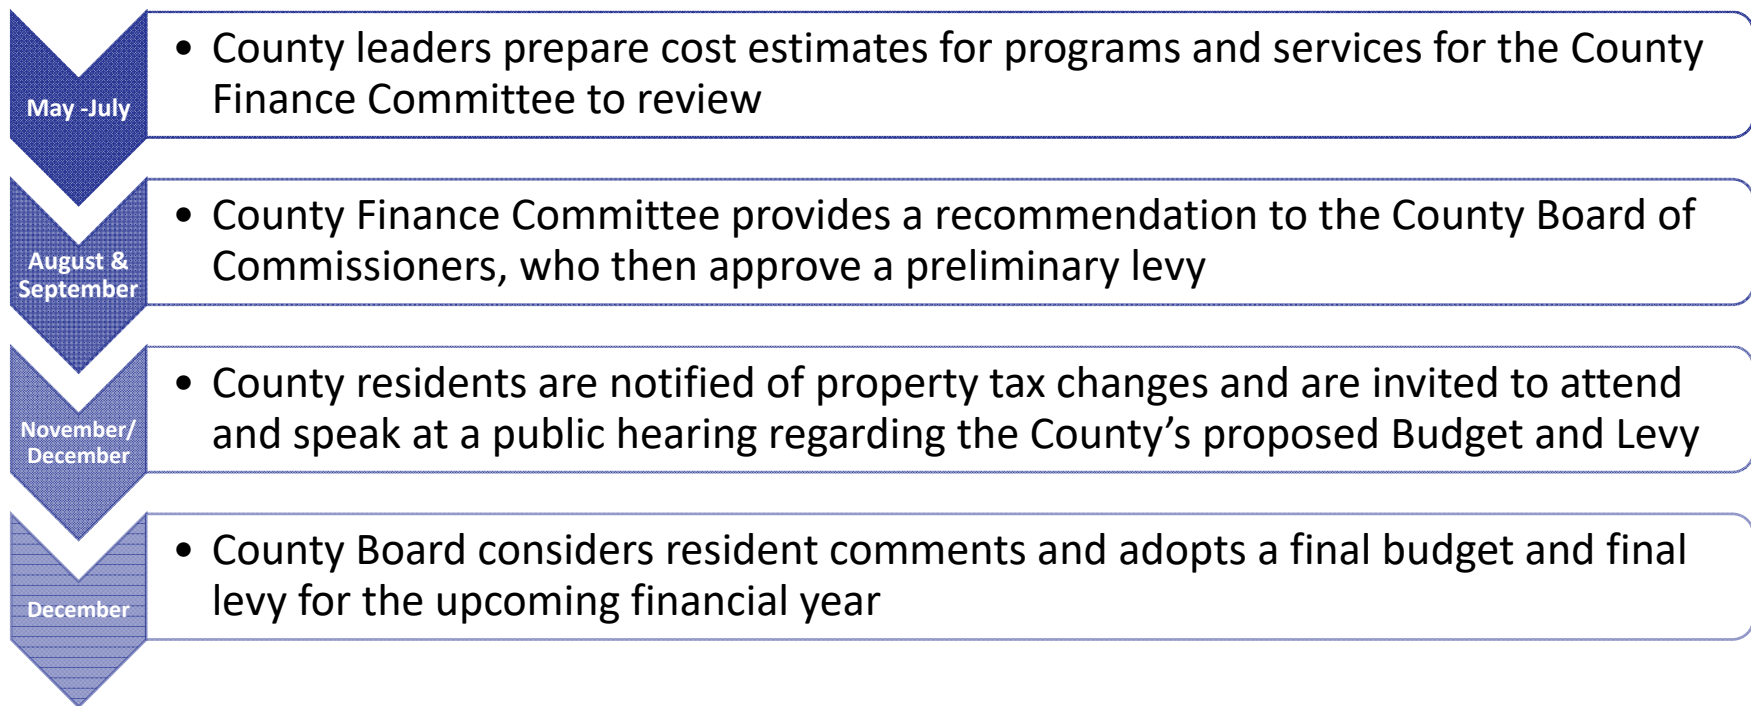 May -July
• County leaders prepare cost estimates for programs and services for the County
Finance Committee to review
August &
September
• County Finance Committee provides a recommendation to the County Board of
Commissioners, who then approve a preliminary levy
November/
December
• County residents are notified of property tax changes and are invited to attend
and speak at a public hearing regarding the County’s proposed Budget and Levy
December
• County Board considers resident comments and adopts a final budget and final
levy for the upcoming financial year